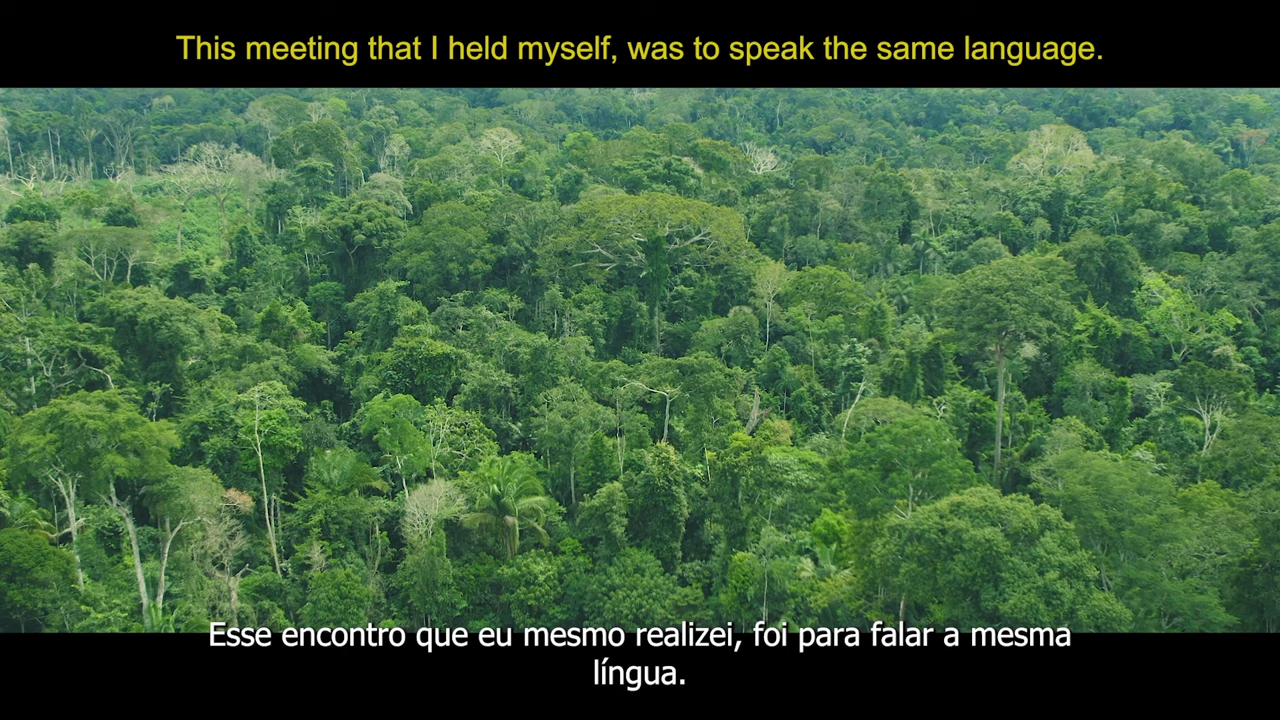 This meeting that I held myself, was to speak the same language.
Esse encontro que eu mesmo realizei, foi para falar a mesma
língua.